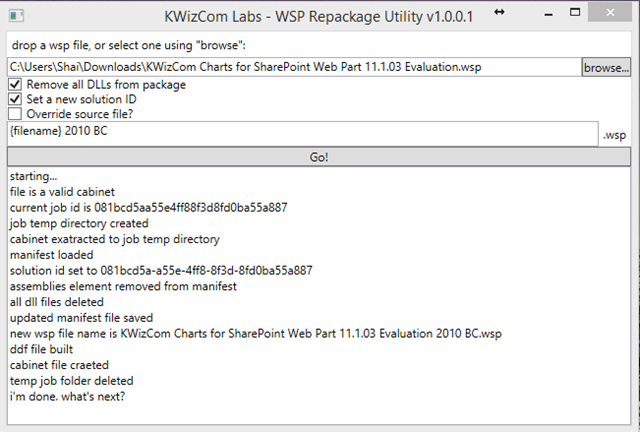 KWizCom Labs - WSP Repackage Utility v1.0.0.1
drop a wsp file, or select one using "browse":
C:\Users\Shai\Downloads\KWizCom Charts for SharePoint Web Part 11.1.03 Evaluation.wsp browse...
Remove all DLLs from package
Set a new solution ID
Override source file?
{filename} 2010 BC .wsp
Go!
starting...
file is a valid cabinet
current job id is 081bcd5aa55e4ff88f3d8fd0ba55a887
job temp directory created
cabinet exatracted to job temp directory
manifest loaded
solution id set to 081bcd5a-a55e-4ff8-8f3d-8fd0ba55a887
assemblies element removed from manifest
all dll files deleted
updated manifest file saved
new wsp file name is KWizCom Charts for SharePoint Web Part 11.1.03 Evaluation 2010 BC.wsp
ddf file built
cabinet file craeted
temp job folder deleted
i'm done. what's next?